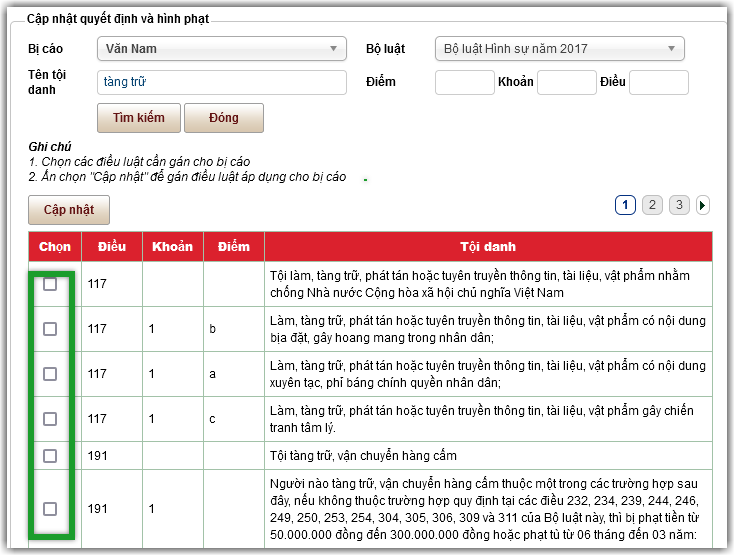 Cập nhật quyết định và hình phạt
Bị cáo Văn Nam Bộ luật Bộ luật Hình sự năm 2017
Tên tội danh tàng trữ Điểm Khoản Điều
Tìm kiếm Đóng
Ghi chú
1. Chọn các điều luật cần gán cho bị cáo
2. Ấn chọn "Cập nhật" để gán điều luật áp dụng cho bị cáo
Cập nhật 1 2 3
Chọn Điều Khoản Điểm Tội danh
117 Tội làm, tàng trữ, phát tán hoặc tuyên truyền thông tin, tài liệu, vật phẩm nhằm
chống Nhà nước Cộng hòa xã hội chủ nghĩa Việt Nam
117 1 b Làm, tàng trữ, phát tán hoặc tuyên truyền thông tin, tài liệu, vật phẩm có nội dung
bịa đặt, gây hoang mang trong nhân dân;
117 1 a Làm, tàng trữ, phát tán hoặc tuyên truyền thông tin, tài liệu, vật phẩm có nội dung
xuyên tạc, phỉ báng chính quyền nhân dân;
117 1 c Làm, tàng trữ, phát tán hoặc tuyên truyền thông tin, tài liệu, vật phẩm gây chiến
tranh tâm lý.
191 Tội tàng trữ, vận chuyển hàng cấm
191 1 Người nào tàng trữ, vận chuyển hàng cấm thuộc một trong các trường hợp sau
đây, nếu không thuộc trường hợp quy định tại các điều 232, 234, 239, 244, 246,
249, 250, 253, 254, 304, 305, 306, 309 và 311 của Bộ luật này, thì bị phạt tiền từ
50.000.000 đồng đến 300.000.000 đồng hoặc phạt tù từ 06 tháng đến 03 năm: